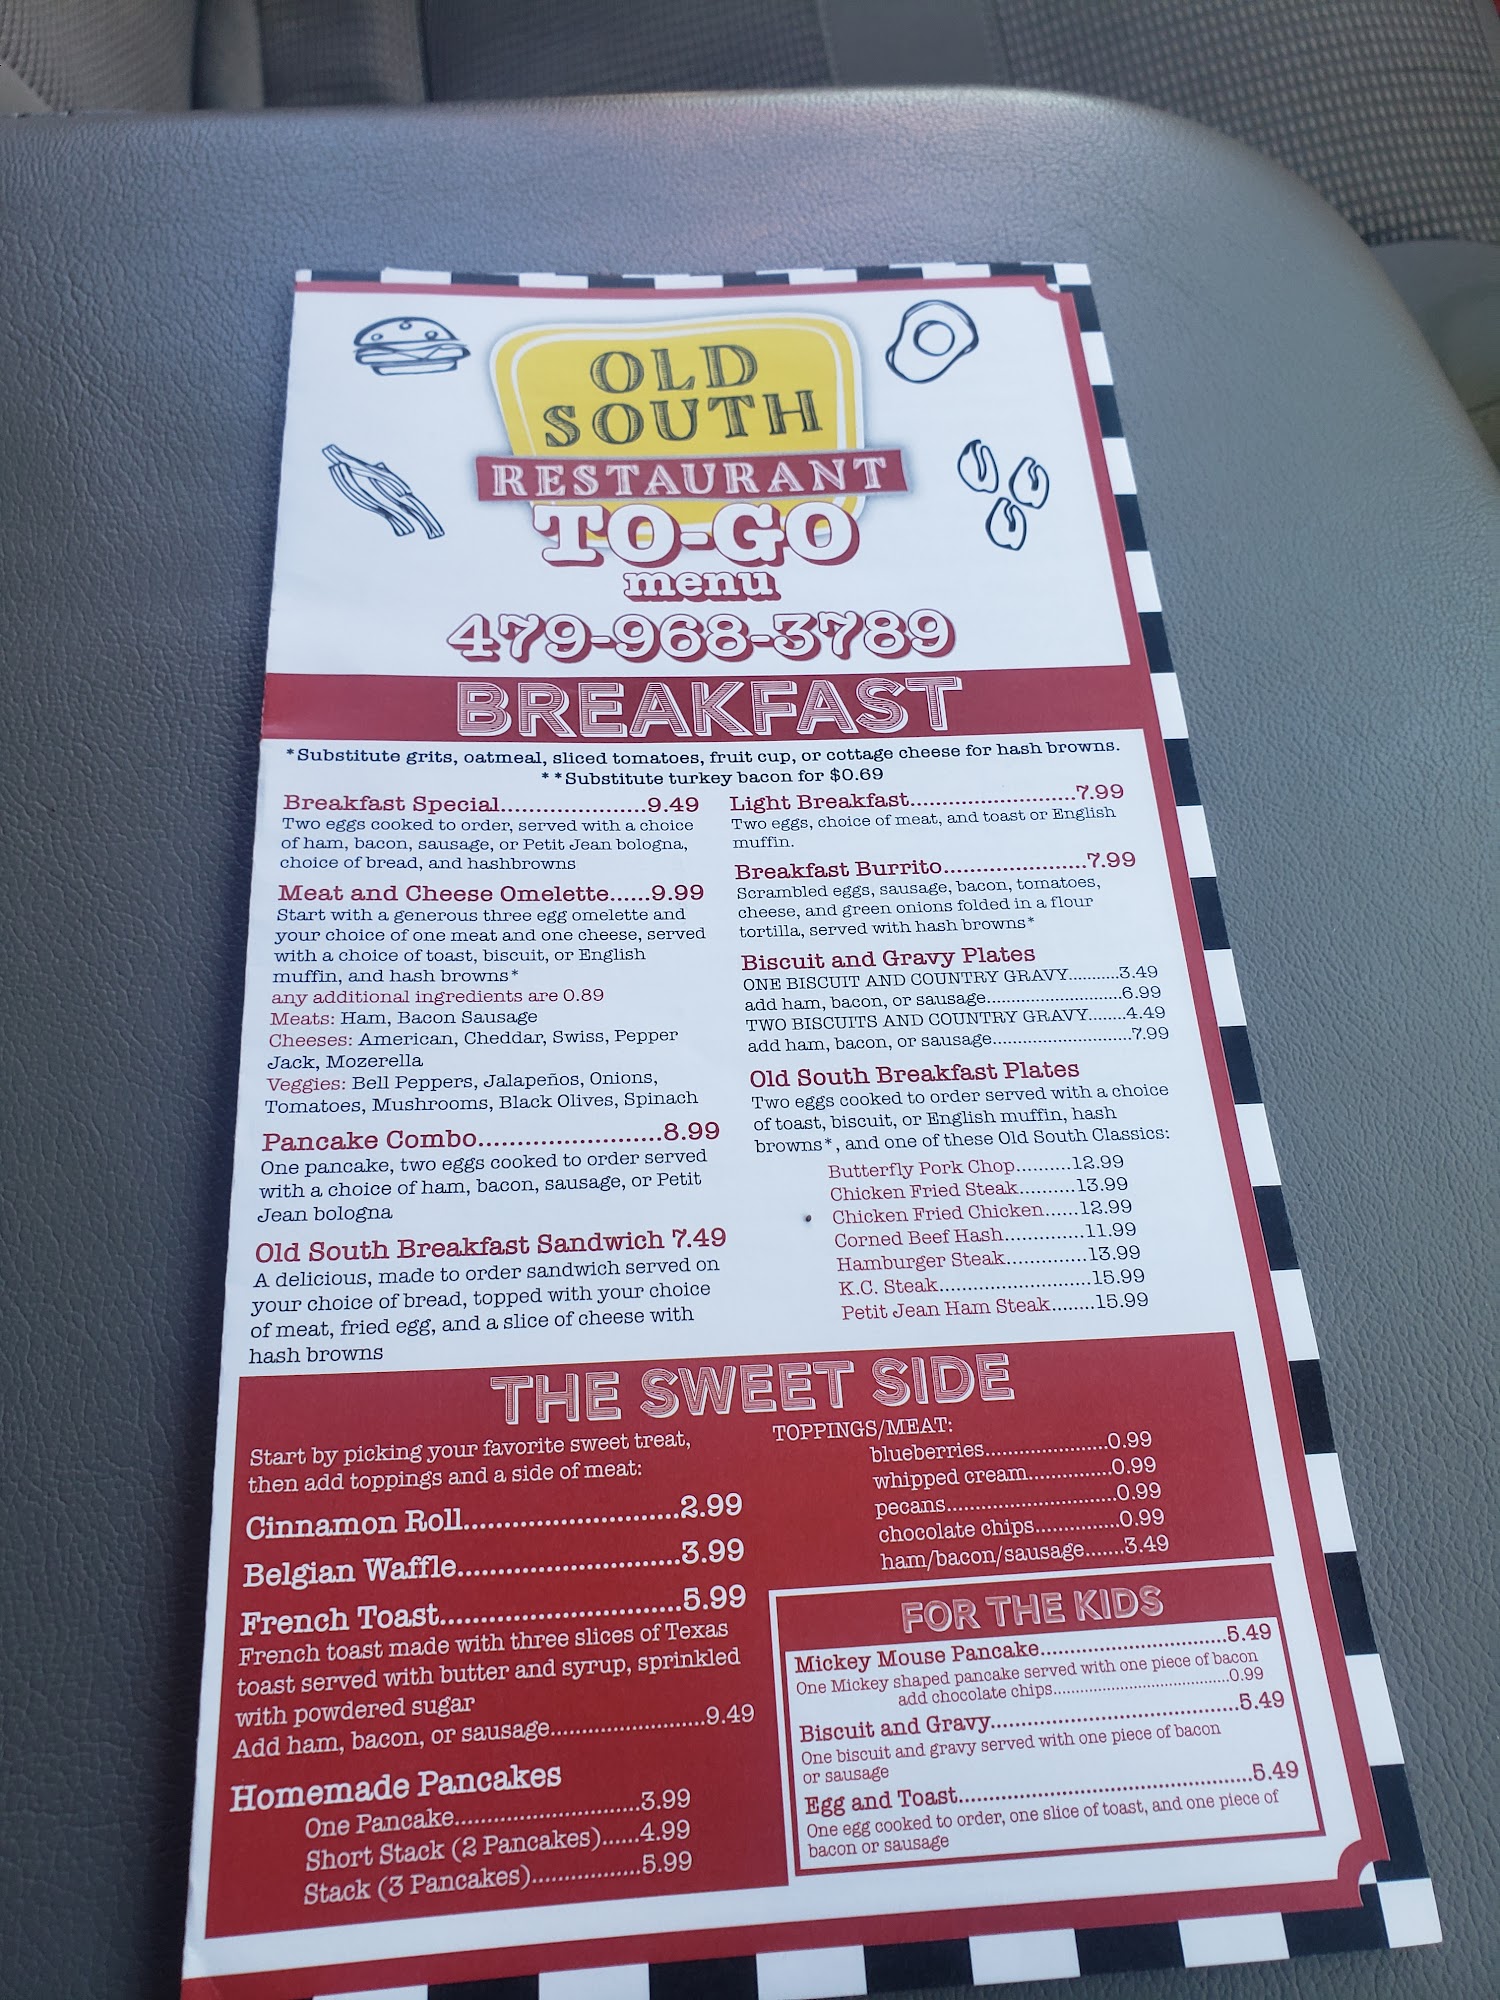 OLD
SOUTH
RESTAURANT
TO-GO
menu
479-968-3789
BREAKFAST
*Substitute grits, oatmeal, sliced tomatoes, fruit cup, or cottage cheese for hash browns.
**Substitute turkey bacon for $0.69
Breakfast Special.....................9.49
Two eggs cooked to order, served with a choice
of ham, bacon, sausage, or Petit Jean bologna,
choice of bread, and hashbrowns
Meat and Cheese Omelette......9.99
Start with a generous three egg omelette and
your choice of one meat and one cheese, served
with a choice of toast, biscuit, or English
muffin, and hash browns*
any additional ingredients are 0.89
Meats: Ham, Bacon Sausage
Cheeses: American, Cheddar, Swiss, Pepper
Jack, Mozerella
Veggies: Bell Peppers, Jalapeños, Onions,
Tomatoes, Mushrooms, Black Olives, Spinach
Pancake Combo.........................8.99
One pancake, two eggs cooked to order served
with a choice of ham, bacon, sausage, or Petit
Jean bologna
Old South Breakfast Sandwich 7.49
A delicious, made to order sandwich served on
your choice of bread, topped with your choice
of meat, fried egg, and a slice of cheese with
hash browns
Light Breakfast..........................7.99
Two eggs, choice of meat, and toast or English
muffin.
Breakfast Burrito......................7.99
Scrambled eggs, sausage, bacon, tomatoes,
cheese, and green onions folded in a flour
tortilla, served with hash browns*
Biscuit and Gravy Plates
ONE BISCUIT AND COUNTRY GRAVY..........3.49
add ham, bacon, or sausage...........................6.99
TWO BISCUITS AND COUNTRY GRAVY........4.49
add ham, bacon, or sausage............................7.99
Old South Breakfast Plates
Two eggs cooked to order served with a choice
of toast, biscuit, or English muffin, hash
browns*, and one of these Old South Classics:
Butterfly Pork Chop..........12.99
Chicken Fried Steak..........13.99
Chicken Fried Chicken......12.99
Corned Beef Hash..............11.99
Hamburger Steak..............13.99
K.C. Steak..........................15.99
Petit Jean Ham Steak........15.99
THE SWEET SIDE
Start by picking your favorite sweet treat,
then add toppings and a side of meat:
Cinnamon Roll..........................2.99
Belgian Waffle...........................3.99
French Toast.............................5.99
French toast made with three slices of Texas
toast served with butter and syrup, sprinkled
with powdered sugar
Add ham, bacon, or sausage.........................9.49
Homemade Pancakes
One Pancake.............................3.99
Short Stack (2 Pancakes)......4.99
Stack (3 Pancakes).................5.99
TOPPINGS/MEAT:
blueberries......................0.99
whipped cream...............0.99
pecans..............................0.99
chocolate chips...............0.99
ham/bacon/sausage.......3.49
FOR THE KIDS
Mickey Mouse Pancake..............................5.49
One Mickey shaped pancake served with one piece of bacon
add chocolate chips........................................0.99
Biscuit and Gravy........................................5.49
One biscuit and gravy served with one piece of bacon
or sausage
Egg and Toast................................................5.49
One egg cooked to order, one slice of toast, and one piece of
bacon or sausage